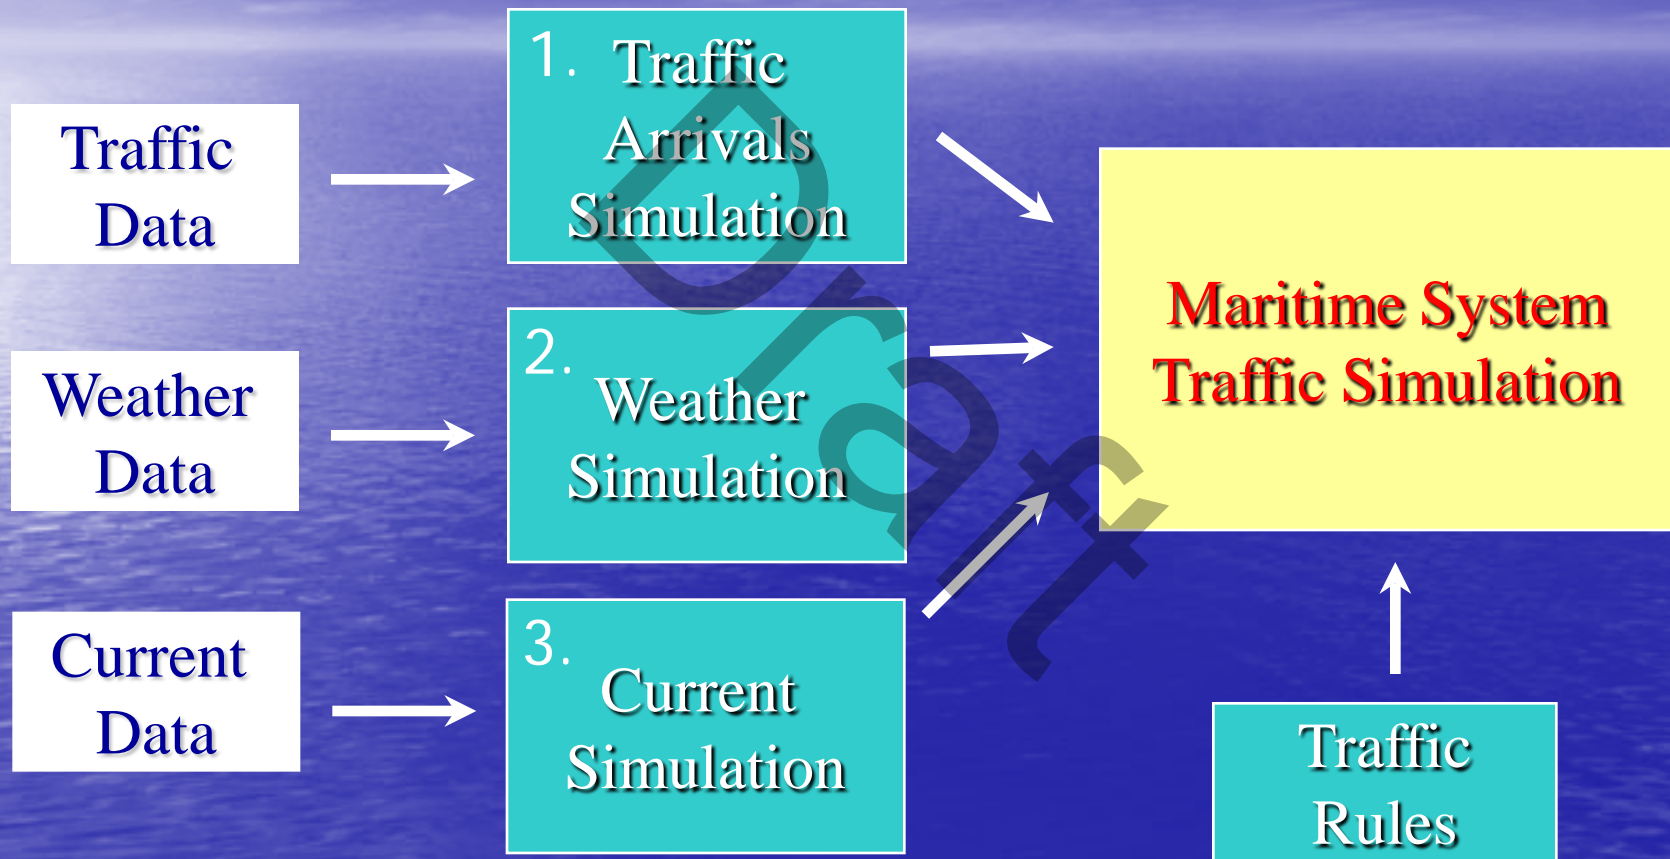 Traffic
Data
1. Traffic
Arrivals
Simulation
Weather
Data
2.
Weather
Simulation
Current
Data
3.
Current
Simulation
Maritime System
Traffic Simulation
Traffic
Rules
Draft